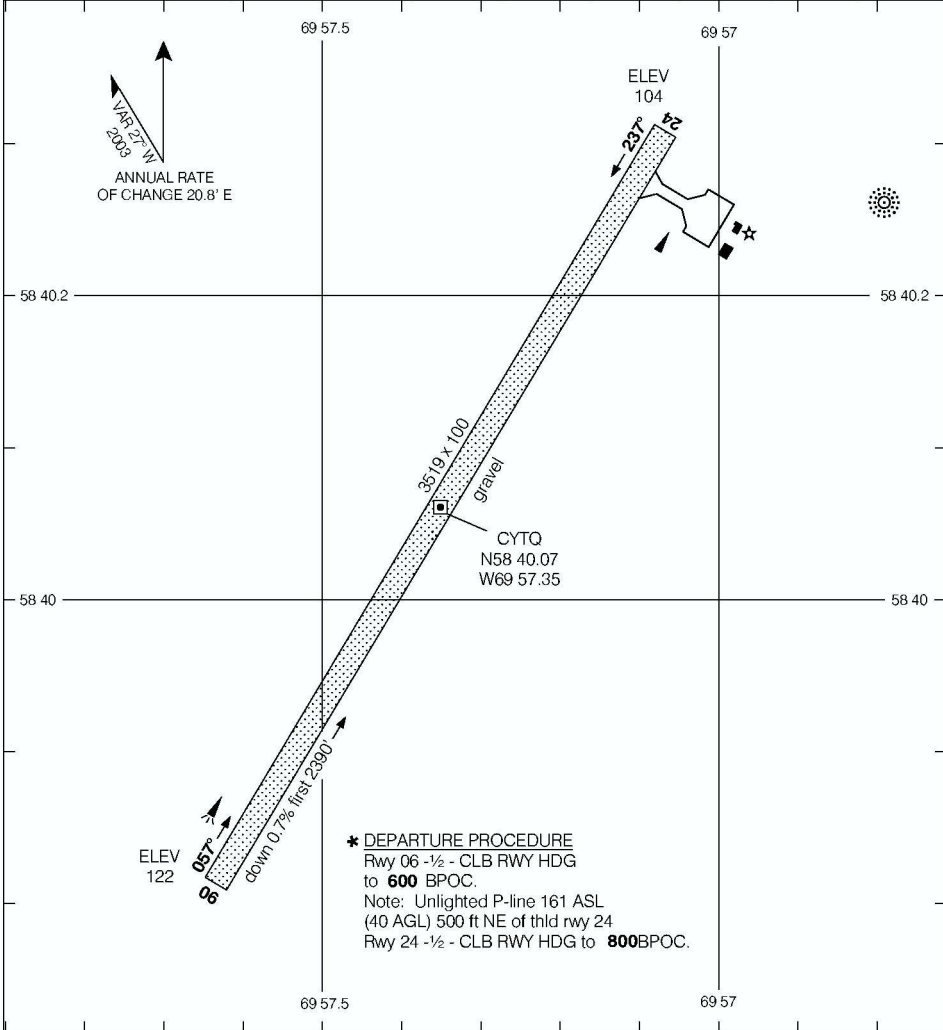 69 57.5
69 57
ELEV
104
24
237°
VAR 27° W
2003
ANNUAL RATE
OF CHANGE 20.8' E
58 40.2
58 40.2
3519 x 100
gravel
CYTQ
N58 40.07
W69 57.35
58 40
58 40
down 0.7% first 2390'
057°
ELEV
122
06
* DEPARTURE PROCEDURE
Rwy 06 -½ - CLB RWY HDG
to 600 BPOC.
Note: Unlighted P-line 161 ASL
(40 AGL) 500 ft NE of thld rwy 24
Rwy 24 -½ - CLB RWY HDG to 800BPOC.
69 57.5
69 57